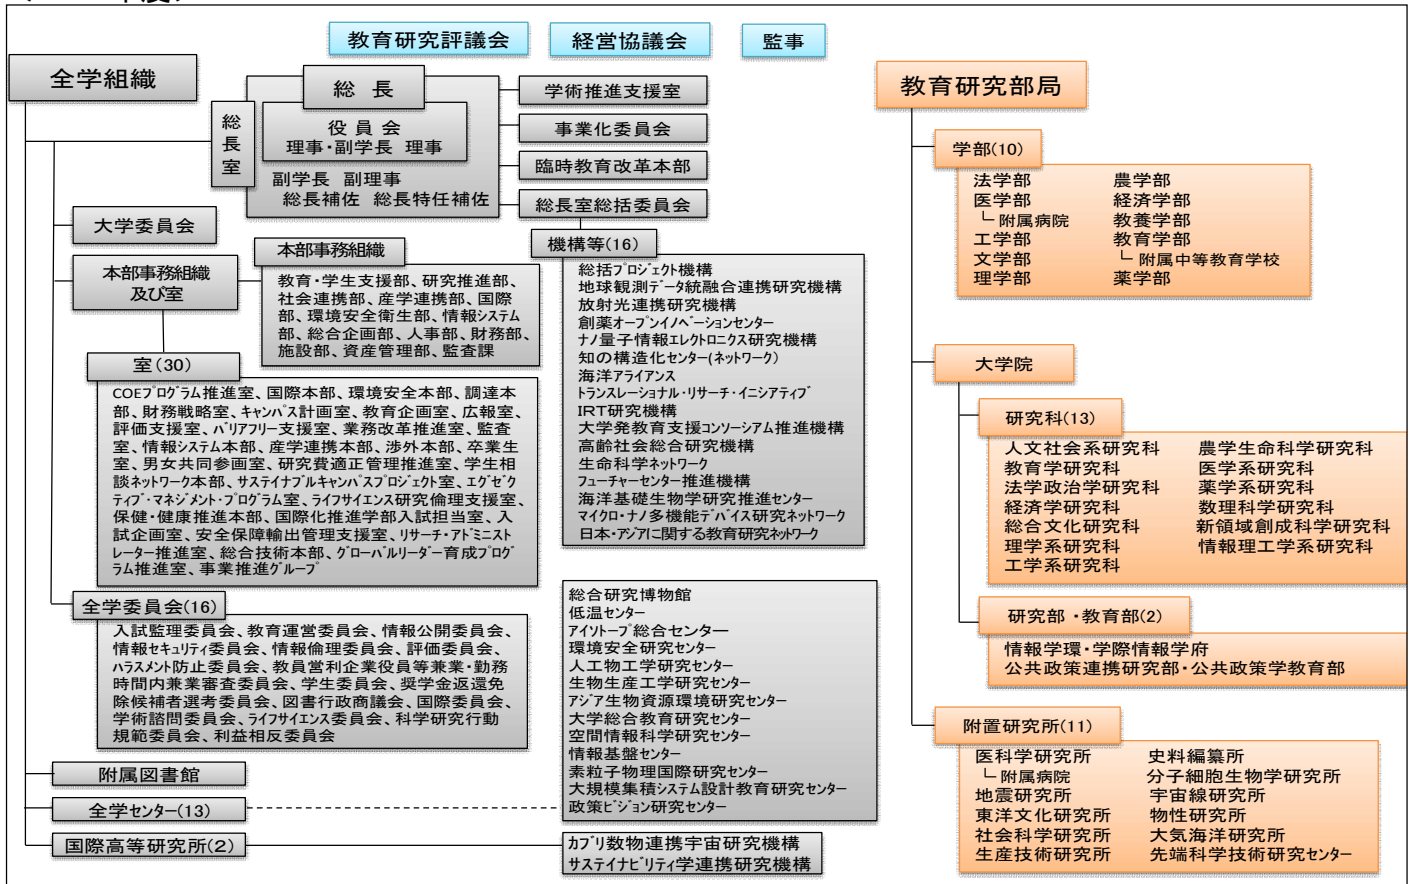 教育研究評議会
経営協議会
監事
全学組織
総長
総長室
役員会
理事・副学長 理事
副学長 副理事
総長補佐 総長特任補佐
学術推進支援室
事業化委員会
臨時教育改革本部
総長室総括委員会
大学委員会
本部事務組織
及び室
本部事務組織
教育・学生支援部、研究推進部、
社会連携部、産学連携部、国際
部、環境安全衛生部、情報システム
部、総合企画部、人事部、財務部、
施設部、資産管理部、監査課
機構等(16)
総括プロジェクト機構
地球観測データ統融合連携研究機構
放射光連携研究機構
創薬オープンイノベーションセンター
ナノ量子情報エレクトロニクス研究機構
知の構造化センター(ネットワーク)
海洋アライアンス
トランスレーショナル・リサーチ・イニシアティブ
IRT研究機構
大学発教育支援コンソーシアム推進機構
高齢社会総合研究機構
生命科学ネットワーク
フューチャーセンター推進機構
海洋基礎生物学研究推進センター
マイクロ・ナノ多機能デバイス研究ネットワーク
日本・アジアに関する教育研究ネットワーク
室(30)
COEプログラム推進室、国際本部、環境安全本部、調達本
部、財務戦略室、キャンパス計画室、教育企画室、広報室、
評価支援室、バリアフリー支援室、業務改革推進室、監査
室、情報システム本部、産学連携本部、渉外本部、卒業生
室、男女共同参画室、研究費適正管理推進室、学生相
談ネットワーク本部、サステイナブルキャンパスプロジェクト室、エグゼク
ティブ・マネジメント・プログラム室、ライフサイエンス研究倫理支援室、
保健・健康推進本部、国際化推進学部入試担当室、入
試企画室、安全保障輸出管理支援室、リサーチ・アドミニスト
レーター推進室、総合技術本部、グローバルリーダー育成プログ
ラム推進室、事業推進グループ
全学委員会(16)
入試監理委員会、教育運営委員会、情報公開委員会、
情報セキュリティ委員会、情報倫理委員会、評価委員会、
ハラスメント防止委員会、教員営利企業役員等兼業・勤務
時間内兼業審査委員会、学生委員会、奨学金返還免
除候補者選考委員会、図書行政商議会、国際委員会、
学術諮問委員会、ライフサイエンス委員会、科学研究行動
規範委員会、利益相反委員会
附属図書館
全学センター(13)
総合研究博物館
低温センター
アイソトープ総合センター
環境安全研究センター
人工物工学研究センター
生物生産工学研究センター
アジア生物資源環境研究センター
大学総合教育研究センター
空間情報科学研究センター
情報基盤センター
素粒子物理国際研究センター
大規模集積システム設計教育研究センター
政策ビジョン研究センター
国際高等研究所(2)
カブリ数物連携宇宙研究機構
サステイナビリティ学連携研究機構
教育研究部局
学部(10)
法学部 農学部
医学部 経済学部
└附属病院 教養学部
工学部 教育学部
文学部 └附属中等教育学校
理学部 薬学部
大学院
研究科(13)
人文社会系研究科 農学生命科学研究科
教育学研究科 医学系研究科
法学政治学研究科 薬学系研究科
経済学研究科 数理科学研究科
総合文化研究科 新領域創成科学研究科
理学系研究科 情報理工学系研究科
工学系研究科
研究部・教育部(2)
情報学環・学際情報学府
公共政策連携研究部・公共政策学教育部
附置研究所(11)
医科学研究所 史料編纂所
└附属病院 分子細胞生物学研究所
地震研究所 宇宙線研究所
東洋文化研究所 物性研究所
社会科学研究所 大気海洋研究所
生産技術研究所 先端科学技術研究センター